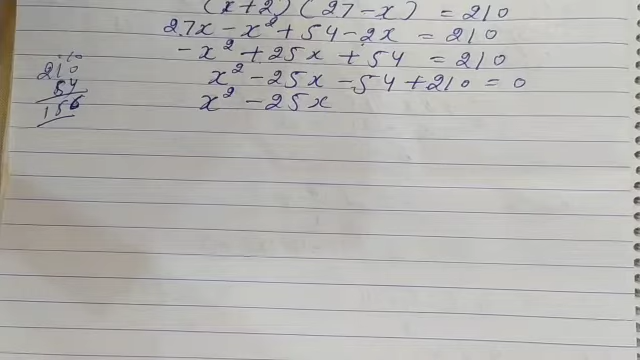 (x+2) (27-x) = 210
27x - x² + 54 - 2x = 210
-x² + 25x + 54 = 210
x² - 25x - 54 + 210 = 0
x² - 25x
210
54
156